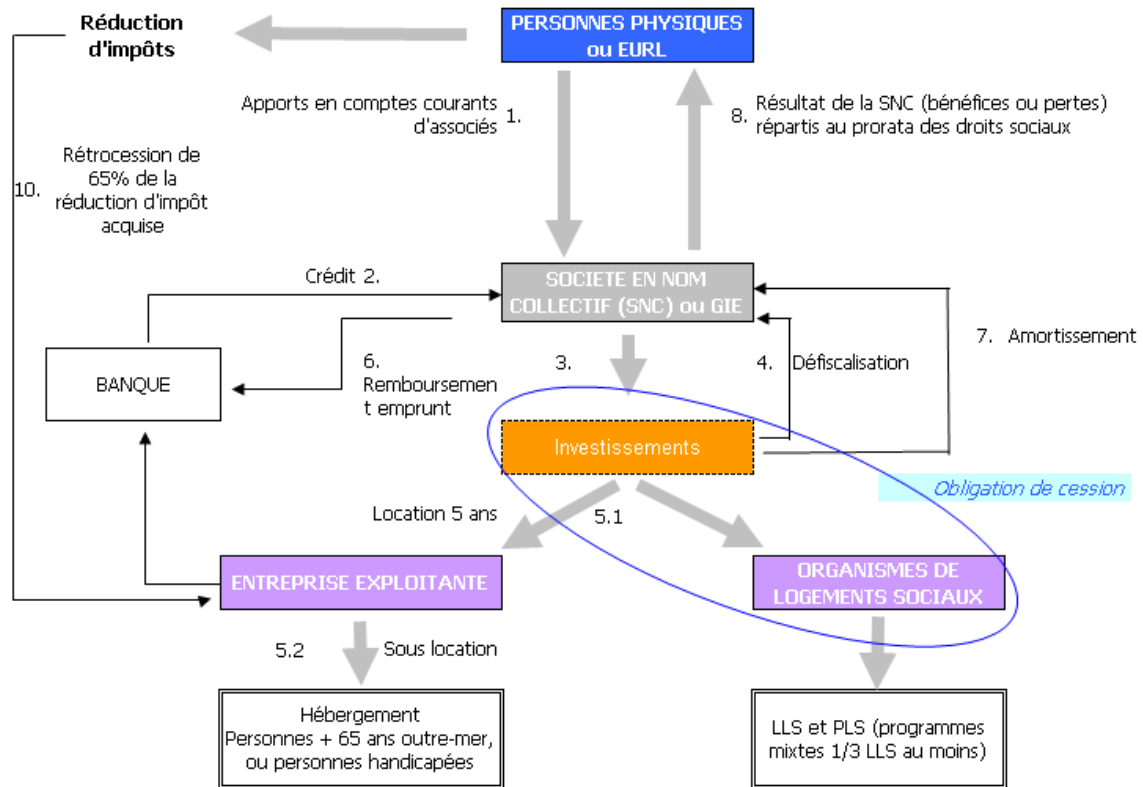 Réduction
d'impôts
PERSONNES PHYSIQUES
ou EURL
Apports en comptes courants
d'associés
1.
8.
Résultat de la SNC (bénéfices ou pertes)
répartis au prorata des droits sociaux
10.
Rétrocession de
65% de la
réduction d'impôt
acquise
Crédit 2.
SOCIETE EN NOM
COLLECTIF (SNC) ou GIE
7. Amortissement
BANQUE
6.
Remboursemen
t emprunt
3.
4. Défiscalisation
Investissements
Obligation de cession
Location 5 ans
5.1
ENTREPRISE EXPLOITANTE
ORGANISMES DE
LOGEMENTS SOCIAUX
5.2
Sous location
Hébergement
Personnes + 65 ans outre-mer,
ou personnes handicapées
LLS et PLS (programmes
mixtes 1/3 LLS au moins)